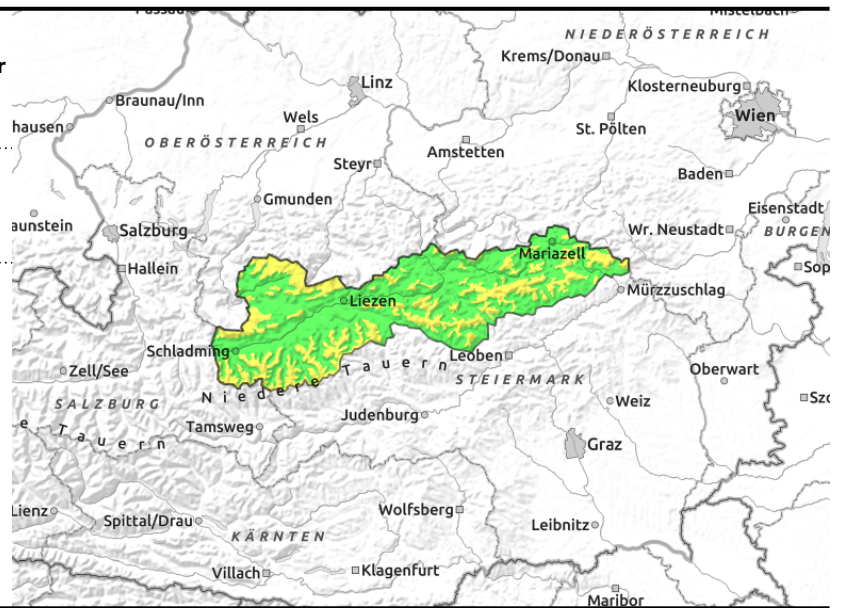 Passau
Mistelbach
NIEDERÖSTERREICH
Krems/Donau
r
Linz
Klosterneuburg
Braunau/Inn
Wels
Wien
hausen
St. Pölten
OBERÖSTERREICH
Amstetten
Steyr
Baden
Gmunden
Eisenstadt
aunstein
Salzburg
Wr. Neustadt
BURGEN
Mariazell
Hallein
Sop
Liezen
Mürzzuschlag
Schladming
Leoben
Zell/See
Oberwart
Niedere Tauern
STEIERMARK
SALZBURG
Weiz
Szo
Judenburg
e Tauern
Tamsweg
Graz
Lienz
Wolfsberg
Spittal/Drau
Leibnitz
KÄRNTEN
Villach
Klagenfurt
Maribor